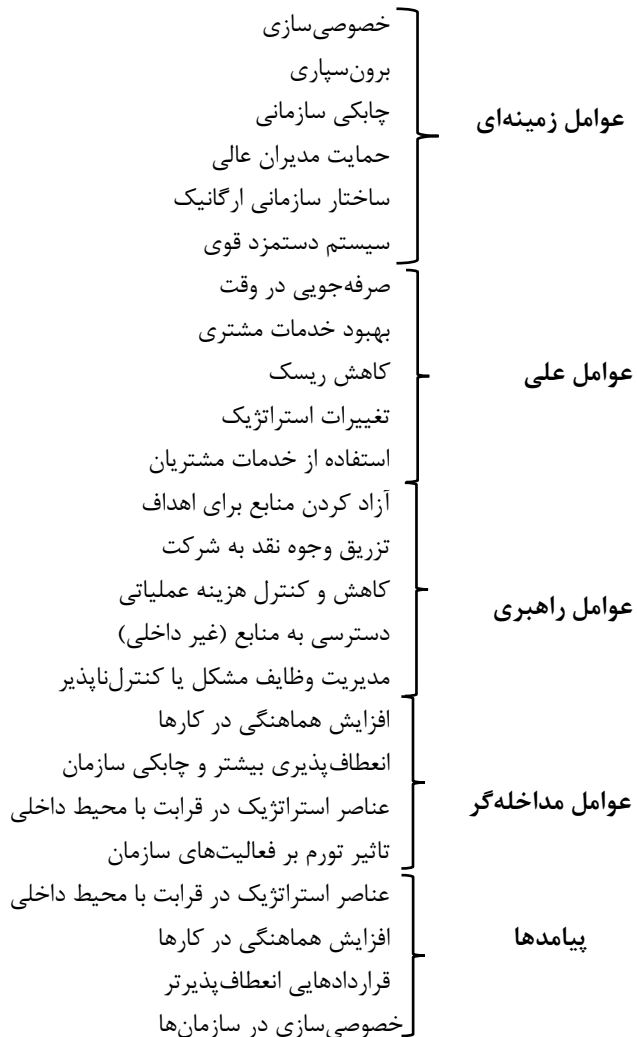 عوامل زمینه‌ای
خصوصی‌سازی
برون‌سپاری
چابکی سازمانی
حمایت مدیران عالی
ساختار سازمانی ارگانیک
سیستم دستمزد قوی
عوامل علی
صرفه‌جویی در وقت
بهبود خدمات مشتری
کاهش ریسک
تغییرات استراتژیک
استفاده از خدمات مشتریان
عوامل راهبری
آزاد کردن منابع برای اهداف
تزریق وجوه نقد به شرکت
کاهش و کنترل هزینه عملیاتی
دسترسی به منابع (غیر داخلی)
مدیریت وظایف مشکل یا کنترل‌ناپذیر
عوامل مداخله‌گر
افزایش هماهنگی در کارها
انعطاف‌پذیری بیشتر و چابکی سازمان
عناصر استراتژیک در قرابت با محیط داخلی
تاثیر تورم بر فعالیت‌های سازمان
پیامدها
عناصر استراتژیک در قرابت با محیط داخلی
افزایش هماهنگی در کارها
قراردادهایی انعطاف‌پذیرتر
خصوصی‌سازی در سازمان‌ها